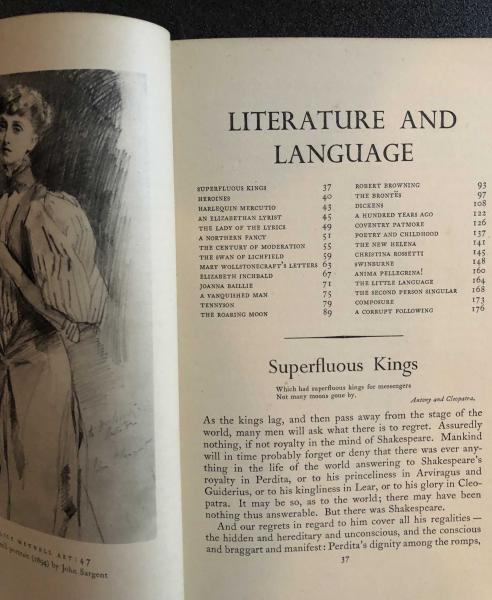 LITERATURE AND
LANGUAGE
SUPERFLUOUS KINGS 37
HEROINES 40
HARLEQUIN MERCUTIO 43
AN ELIZABETHAN LYRIST 45
THE LADY OF THE LYRICS 49
A NORTHERN FANCY 51
THE CENTURY OF MODERATION 55
THE SWAN OF LICHFIELD 59
MARY WOLLSTONECRAFT'S LETTERS 63
ELIZABETH INCHBALD 67
JOANNA BAILLIE 71
A VANQUISHED MAN 75
TENNYSON 79
THE ROARING MOON 89
ROBERT BROWNING 93
THE BRONTËS 97
DICKENS 108
A HUNDRED YEARS AGO 122
COVENTRY PATMORE 126
POETRY AND CHILDHOOD 137
THE NEW HELENA 141
CHRISTINA ROSSETTI 145
SWINBURNE 148
ANIMA PELLEGRINA! 160
THE LITTLE LANGUAGE 164
THE SECOND PERSON SINGULAR 168
COMPOSURE 173
A CORRUPT FOLLOWING 176
Superfluous Kings
Which had superfluous kings for messengers
Not many moons gone by.
Antony and Cleopatra.
As the kings lag, and then pass away from the stage of the
world, many men will ask what there is to regret. Assuredly
nothing, if not royalty in the mind of Shakespeare. Mankind
will in time probably forget or deny that there was ever any-
thing in the life of the world answering to Shakespeare's
royalty in Perdita, or to his princeliness in Arviragus and
Guiderius, or to his kingliness in Lear, or to his glory in Cleo-
patra. It may be so, as to the world; there may have been
nothing thus answerable. But there was Shakespeare.
And our regrets in regard to him cover all his regalities—
the hidden and hereditary and unconscious, and the conscious
and braggart and manifest: Perdita's dignity among the romps,
37
MEYNELL AET: 47
portrait (1894) by John Sargent